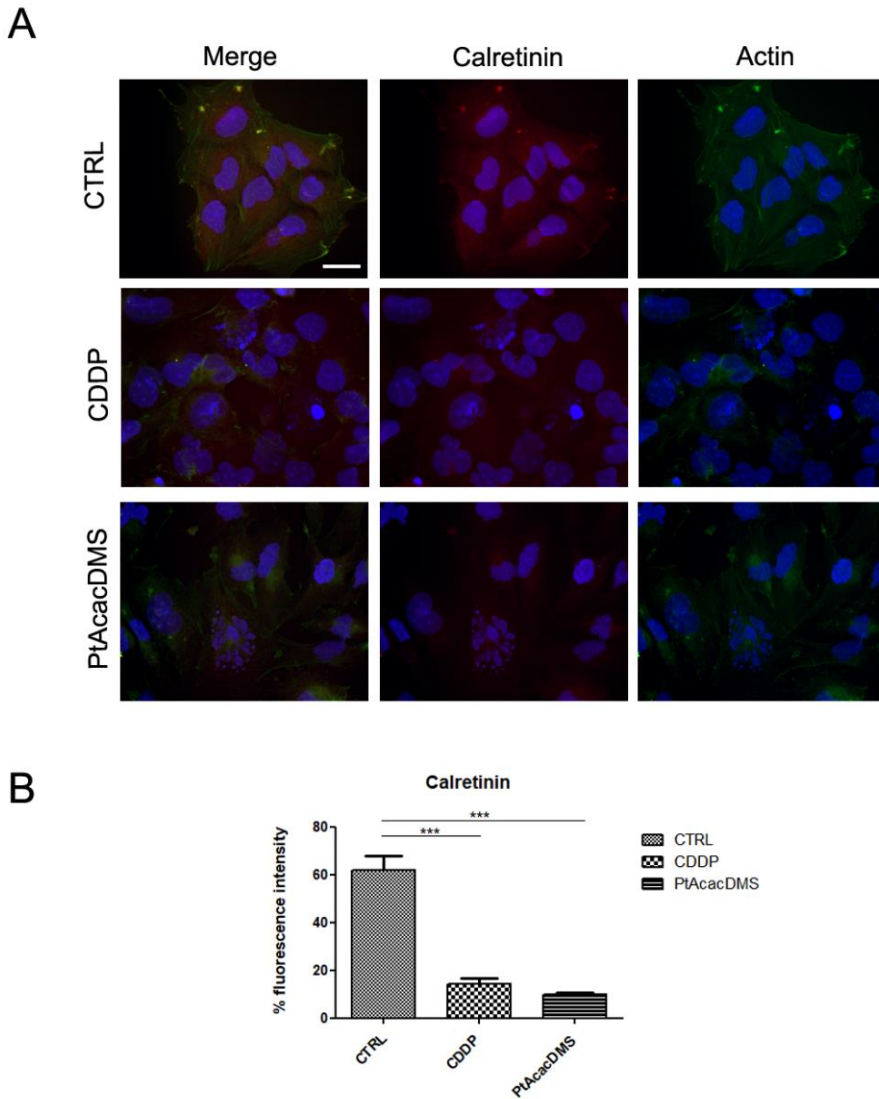 A
Merge Calretinin Actin
CTRL
CDDP
PtAcacDMS
B
Calretinin
% fluorescence intensity
80
60
40
20
0
***
***
CTRL
CDDP
PtAcacDMS
CTRL
CDDP
PtAcacDMS